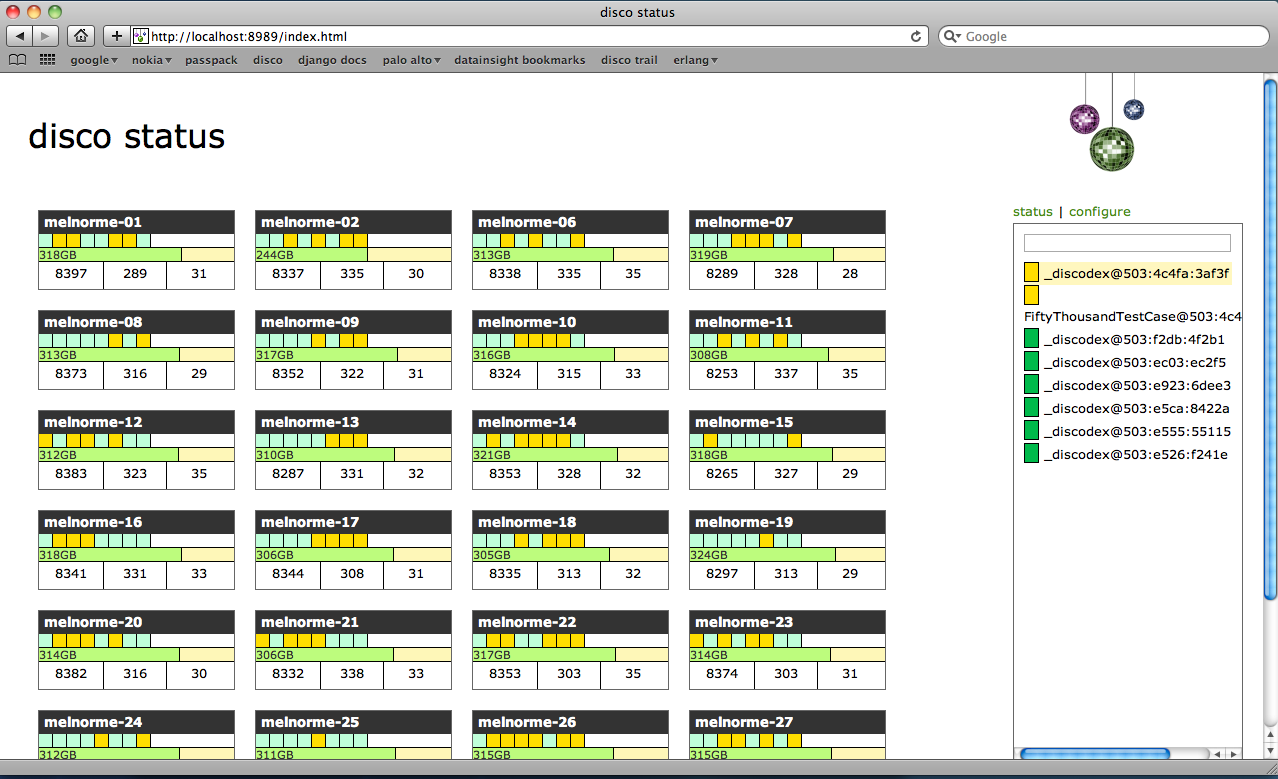 disco status
http://localhost:8989/index.html
Google
google nokia passpack disco django docs palo alto datainsight bookmarks disco trail erlang
disco status
status | configure
melnorme-01 melnorme-02 melnorme-06 melnorme-07
318GB 244GB 313GB 319GB
8397 289 31 8337 335 30 8338 335 35 8289 328 28
melnorme-08 melnorme-09 melnorme-10 melnorme-11
313GB 317GB 316GB 308GB
8373 316 29 8352 322 31 8324 315 33 8253 337 35
melnorme-12 melnorme-13 melnorme-14 melnorme-15
312GB 310GB 321GB 318GB
8383 323 35 8287 331 32 8353 328 32 8265 327 29
melnorme-16 melnorme-17 melnorme-18 melnorme-19
318GB 306GB 305GB 324GB
8341 331 33 8344 308 31 8335 313 32 8297 313 29
melnorme-20 melnorme-21 melnorme-22 melnorme-23
314GB 306GB 317GB 314GB
8382 316 30 8332 338 33 8353 303 35 8374 303 31
melnorme-24 melnorme-25 melnorme-26 melnorme-27
312GB 311GB 315GB 315GB
_discodex@503:4c4fa:3af3f
FiftyThousandTestCase@503:4c4
_discodex@503:f2db:4f2b1
_discodex@503:ec03:ec2f5
_discodex@503:e923:6dee3
_discodex@503:e5ca:8422a
_discodex@503:e555:55115
_discodex@503:e526:f241e